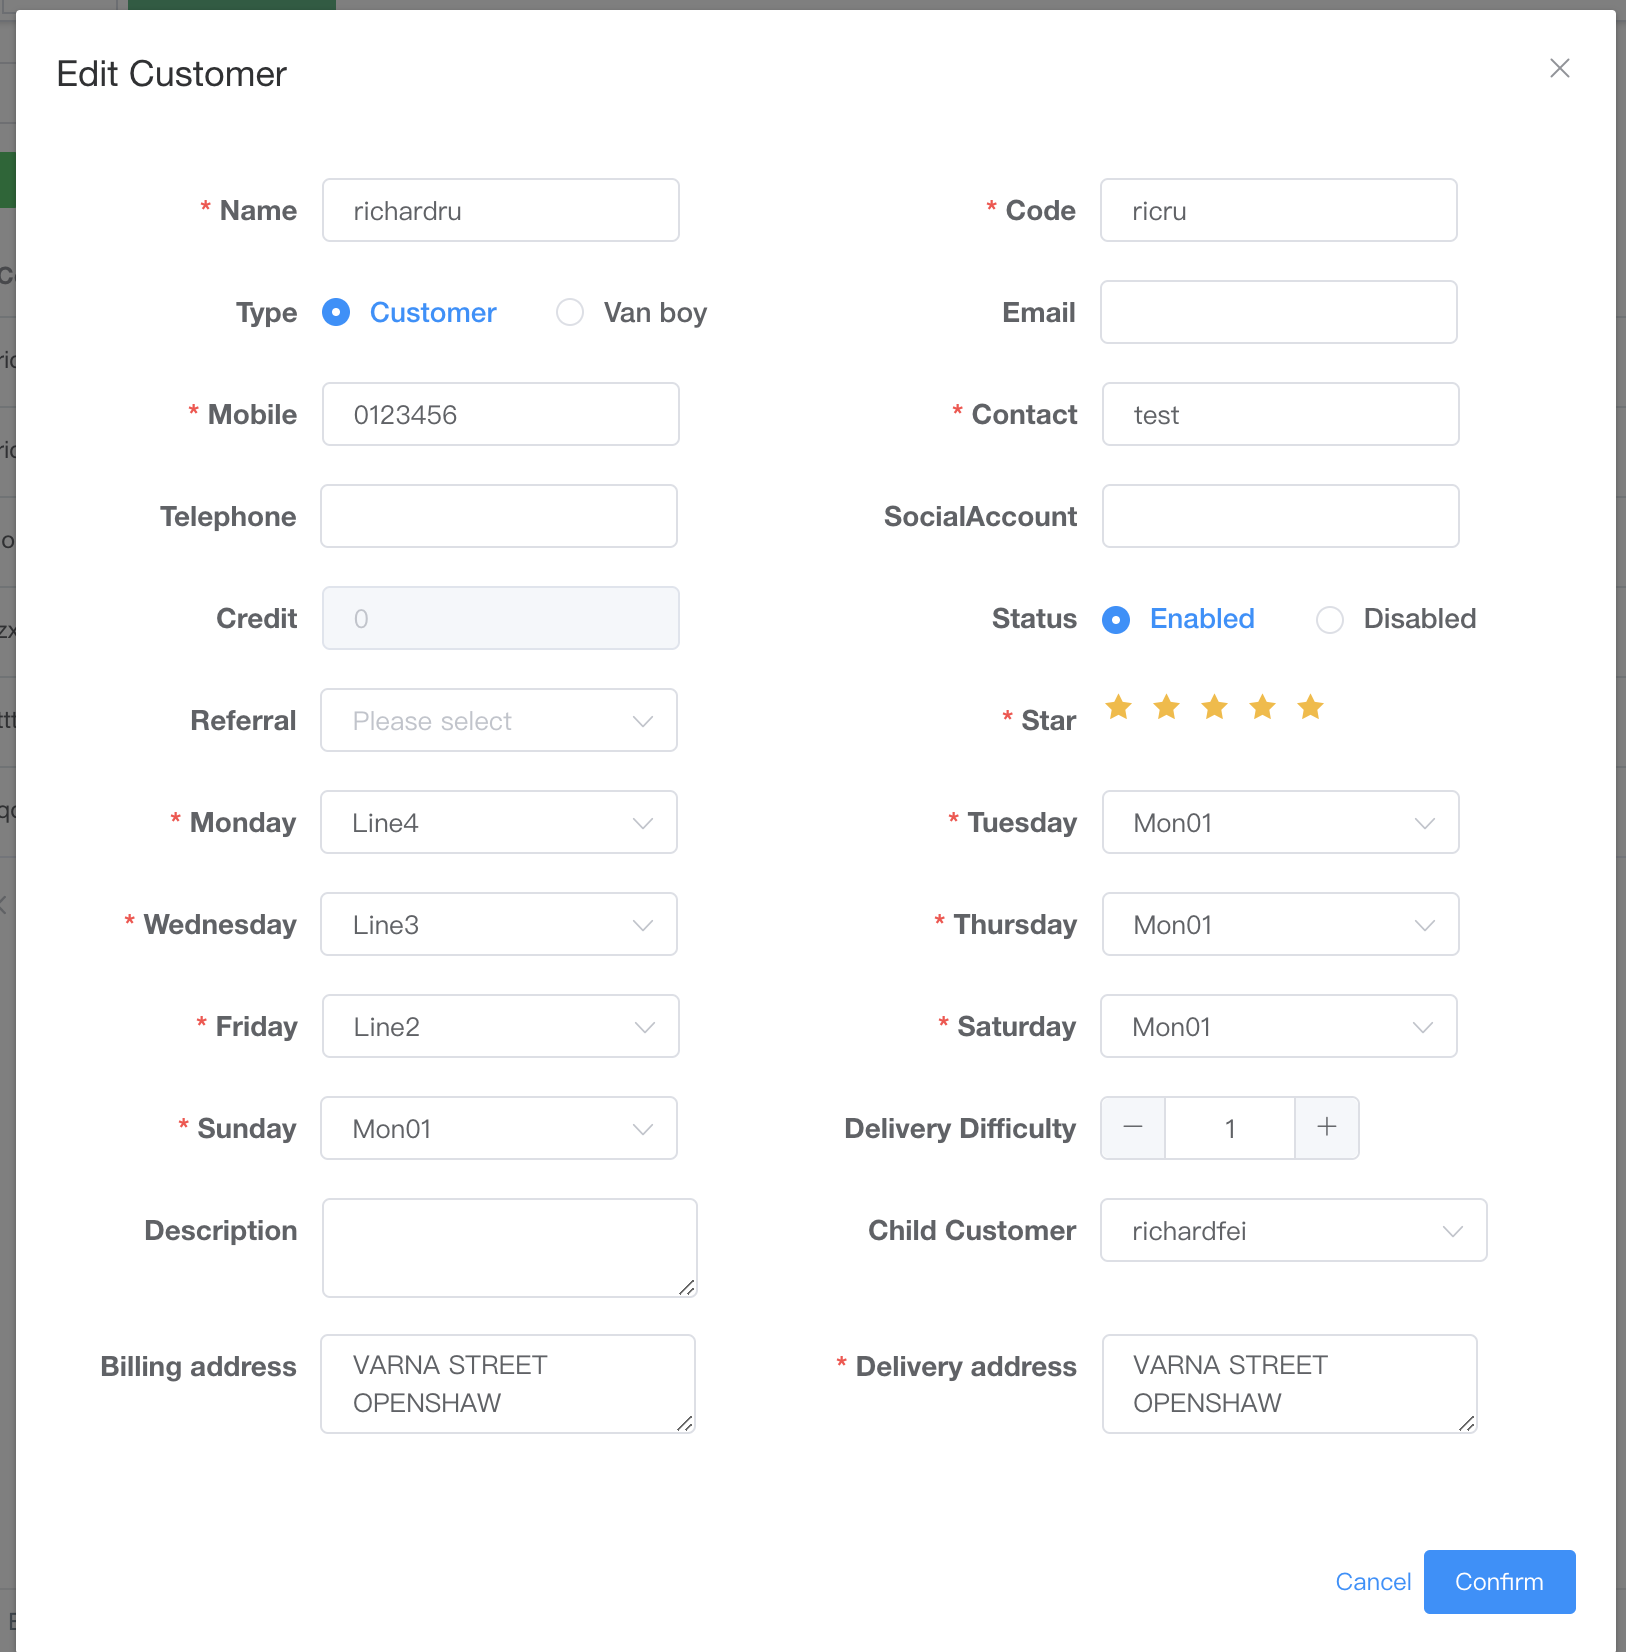 Edit Customer
* Name richardru
* Code ricru
Type Customer Van boy
Email
* Mobile 0123456
* Contact test
Telephone
SocialAccount
Credit 0
Status Enabled Disabled
Referral Please select
* Star
* Monday Line4
* Tuesday Mon01
* Wednesday Line3
* Thursday Mon01
* Friday Line2
* Saturday Mon01
* Sunday Mon01
Delivery Difficulty 1
Description
Child Customer richardfei
Billing address VARNA STREET
OPENSHAW
* Delivery address VARNA STREET
OPENSHAW
Cancel Confirm